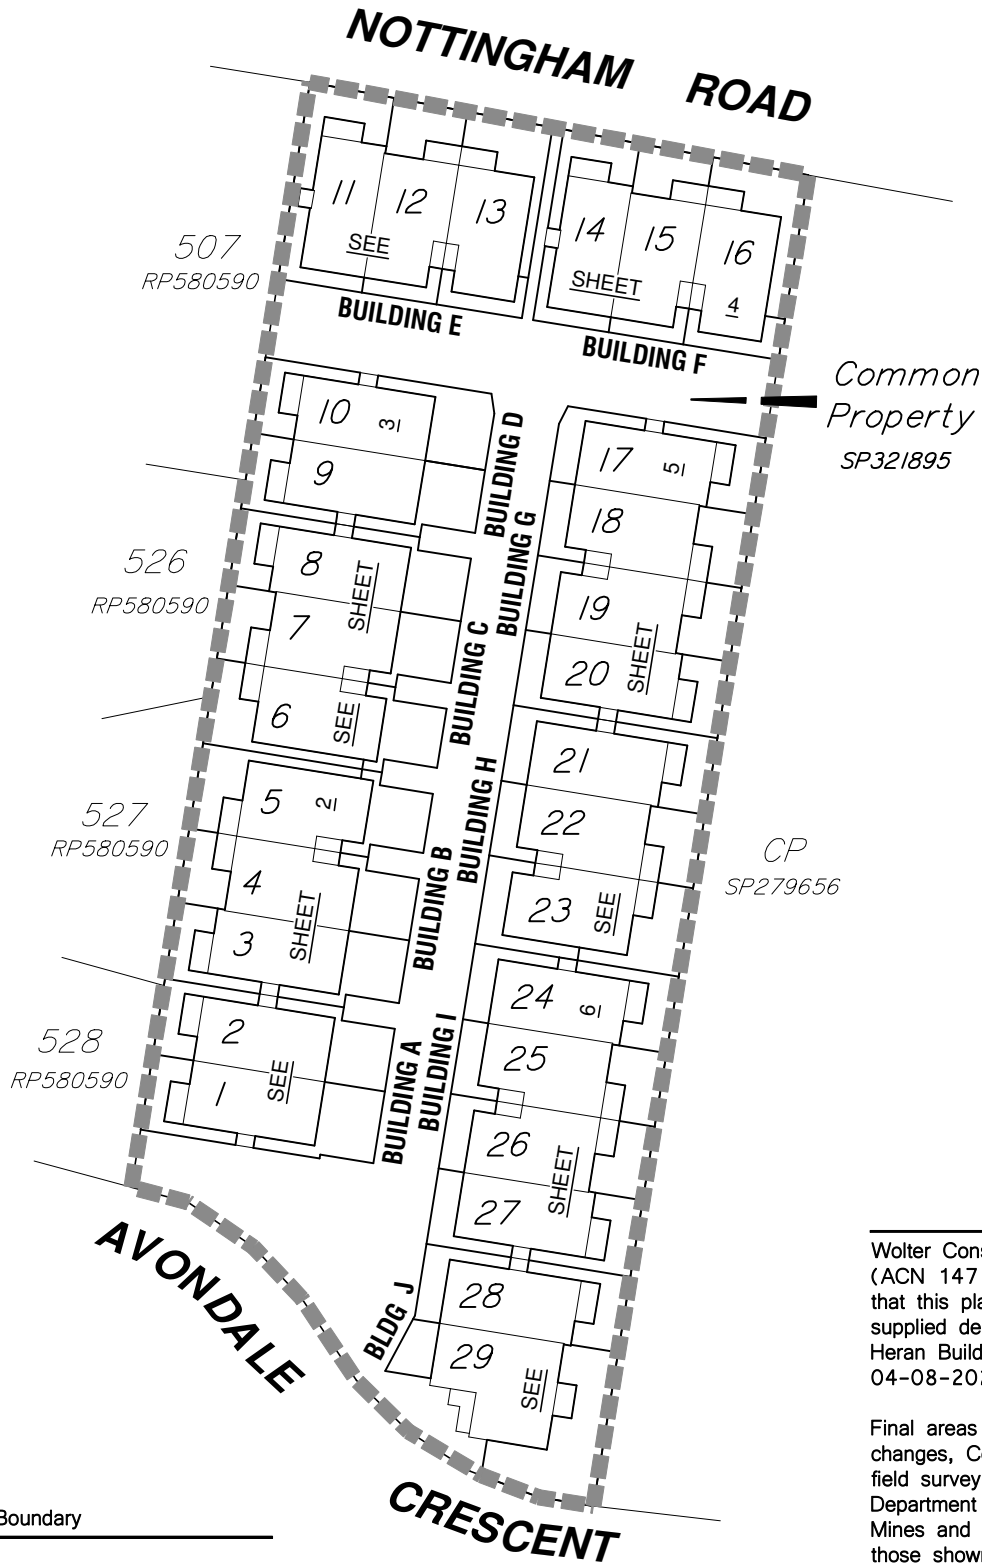 NOTTINGHAM ROAD
11
12
13
14
15
16
SEE
SHEET
4
507
RP580590
BUILDING E
BUILDING F
Common
Property
SP321895
10
3
9
BUILDING D
17
5
18
BUILDING G
526
RP580590
8
SHEET
7
6
SEE
BUILDING C
19
20
SHEET
BUILDING H
21
22
23
SEE
527
RP580590
5
2
4
3
SHEET
BUILDING B
CP
SP279656
528
RP580590
2
1
SEE
BUILDING A
BUILDING I
24
6
25
26
27
SHEET
AVONDALE
CRESCENT
BLDG J
28
29
SEE
Wolter Cons
(ACN 147
that this pla
supplied de
Heran Build
04-08-202
Final areas
changes, Co
field survey
Department
Mines and
those shown
Boundary